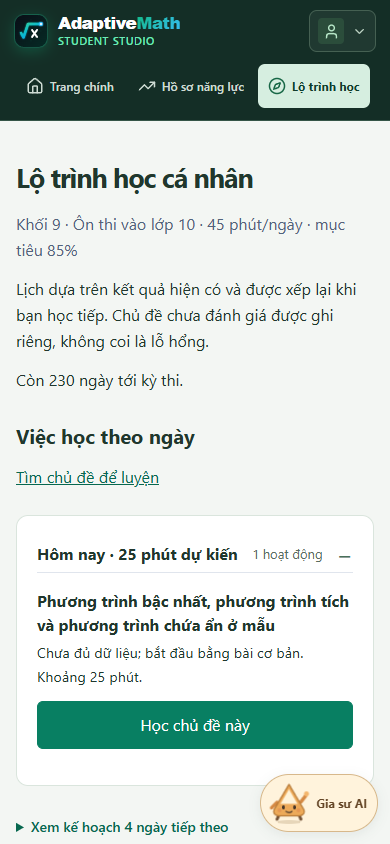 AdaptiveMath
STUDENT STUDIO
Trang chính
Hồ sơ năng lực
Lộ trình học
Lộ trình học cá nhân
Khối 9 · Ôn thi vào lớp 10 · 45 phút/ngày · mục
tiêu 85%
Lịch dựa trên kết quả hiện có và được xếp lại khi
bạn học tiếp. Chủ đề chưa đánh giá được ghi
riêng, không coi là lỗ hổng.
Còn 230 ngày tới kỳ thi.
Việc học theo ngày
Tìm chủ đề để luyện
Hôm nay · 25 phút dự kiến 1 hoạt động –
Phương trình bậc nhất, phương trình tích
và phương trình chứa ẩn ở mẫu
Chưa đủ dữ liệu; bắt đầu bằng bài cơ bản.
Khoảng 25 phút.
Học chủ đề này
Gia sư AI
Xem kế hoạch 4 ngày tiếp theo